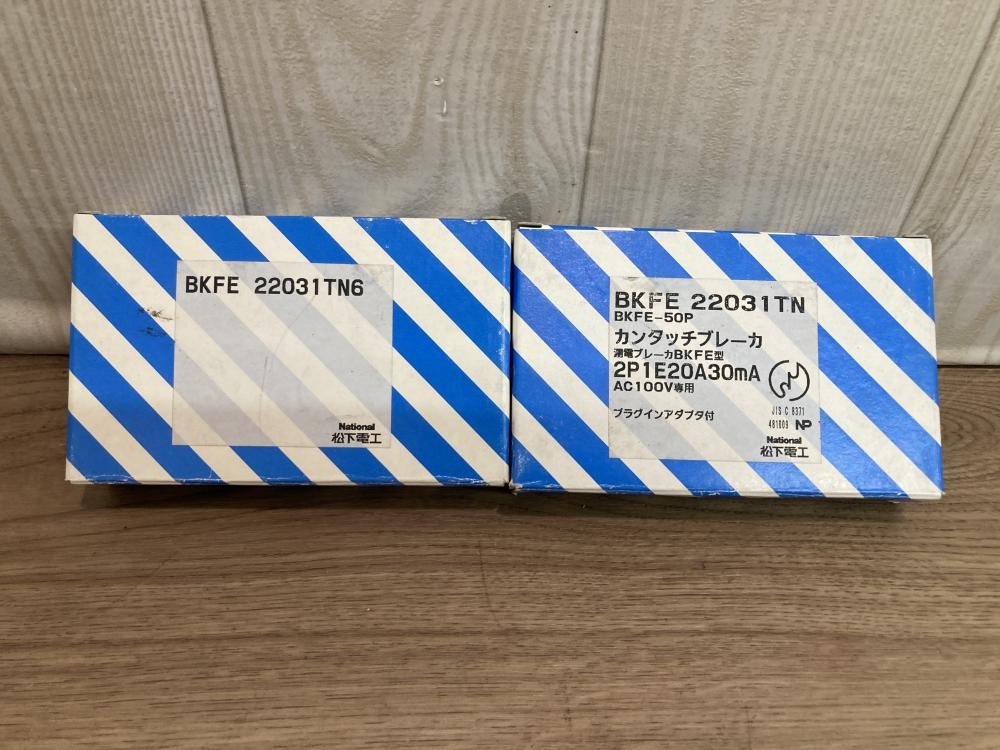 BKFE 22031TN6
National
松下電工
BKFE 22031TN
BKFE-50P
カンタッチブレーカ
漏電ブレーカBKFE型
2P1E20A30mA
AC100V専用
JIS C 8371
プラグインアダプタ付
481009 NP
National
松下電工